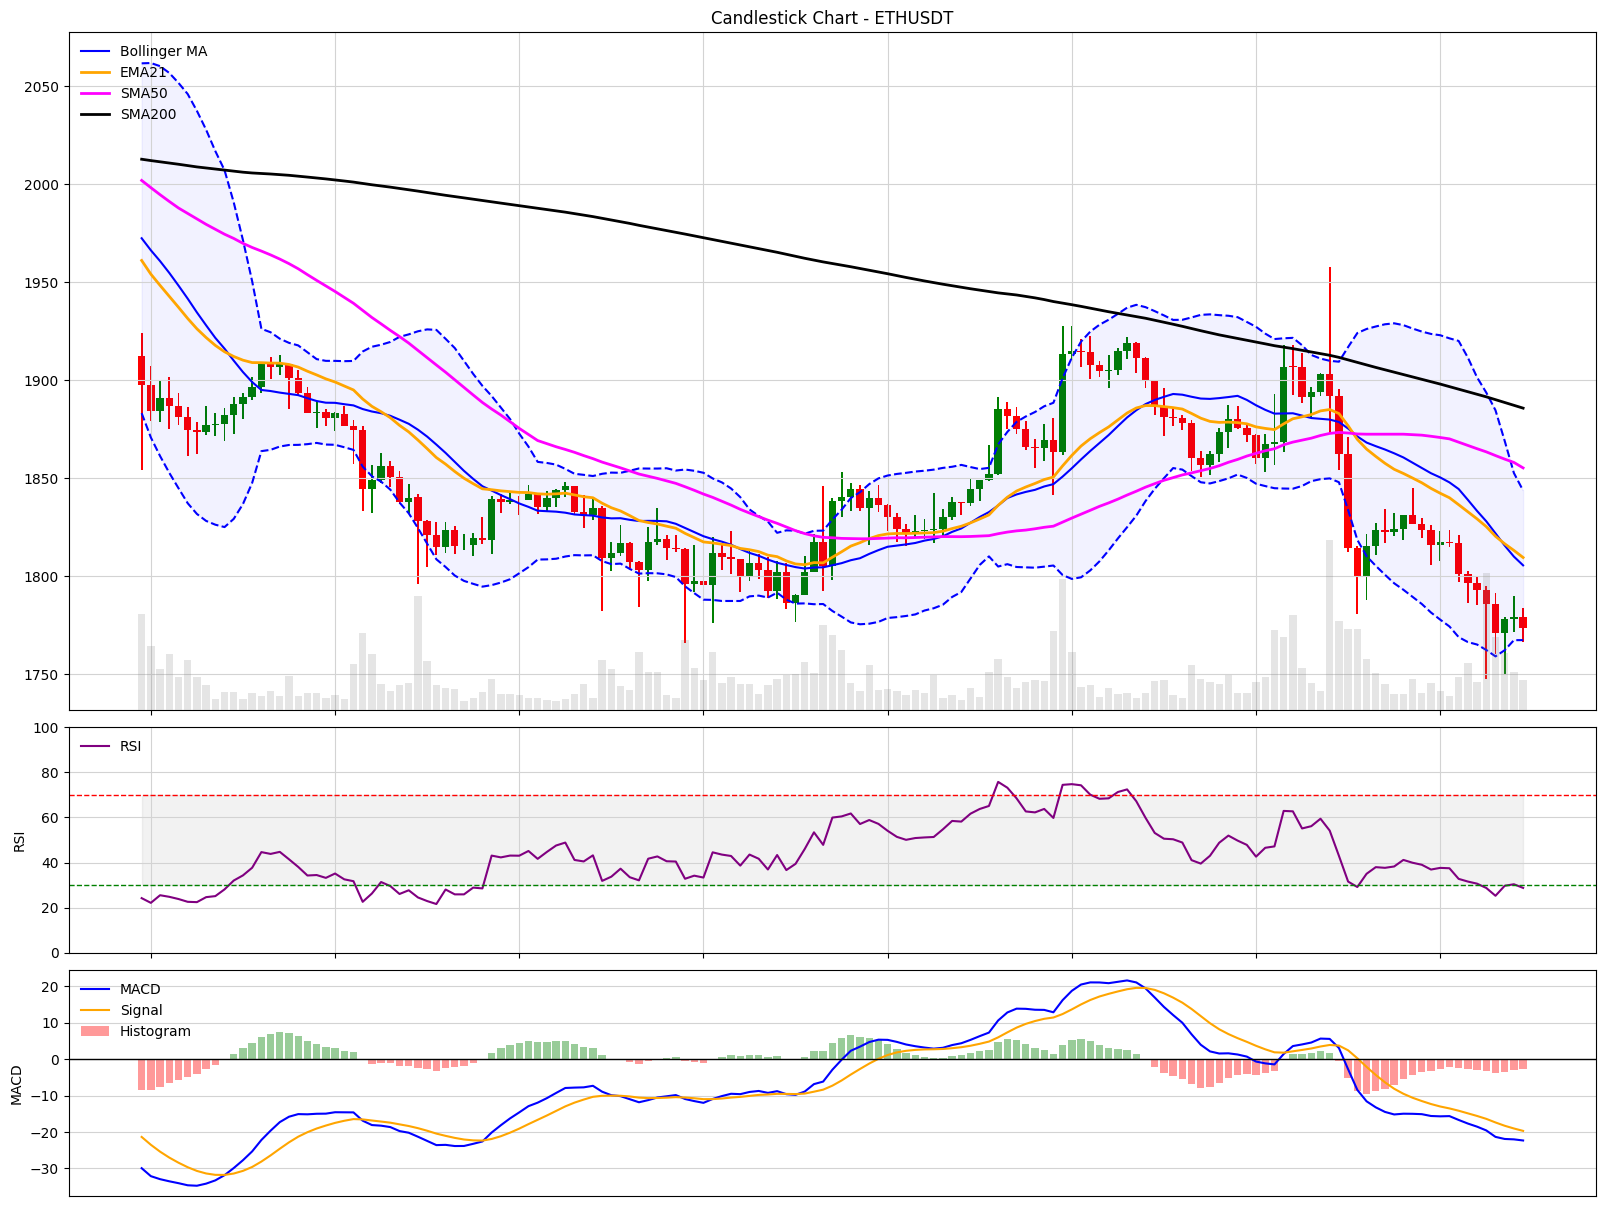 Candlestick Chart - ETHUSDT
Bollinger MA
EMA21
SMA50
SMA200
2050
2000
1950
1900
1850
1800
1750
RSI
RSI
100
80
60
40
20
0
MACD
Signal
Histogram
MACD
20
10
0
−10
−20
−30